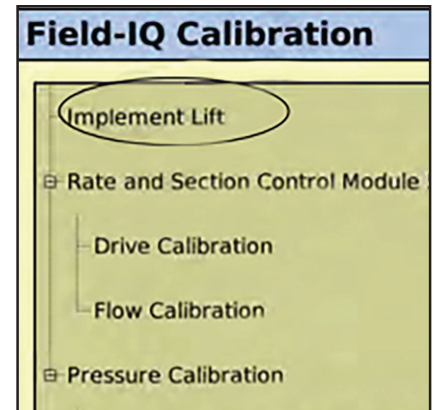 Field-IQ Calibration
Implement Lift
Rate and Section Control Module
Drive Calibration
Flow Calibration
Pressure Calibration